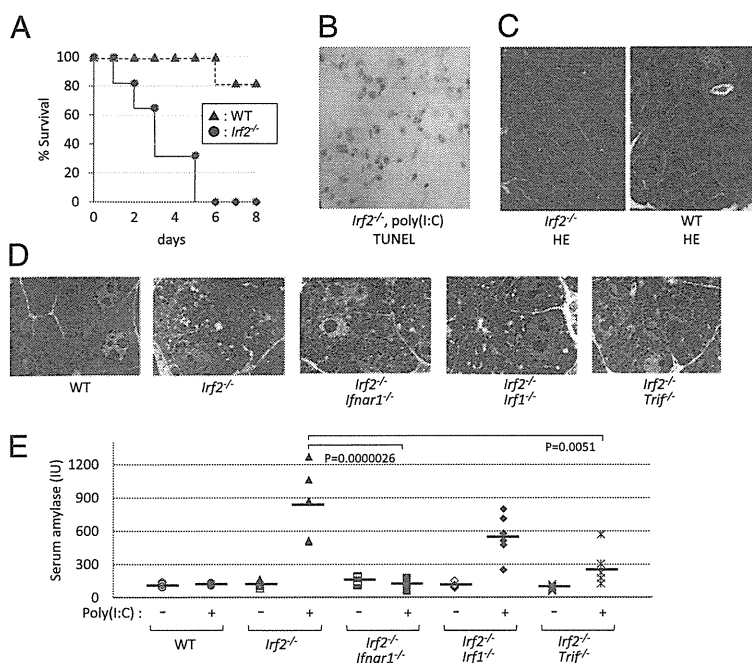 A
% Survival
100
80
60
40
20
0
0 2 4 6 8
days
: WT
: Irf2-/-
B
Irf2-/-, poly(I:C)
TUNEL
C
Irf2-/-
HE
WT
HE
D
WT
Irf2-/-
Irf2-/-
Ifnar1-/-
Irf2-/-
Irf1-/-
Irf2-/-
Trif-/-
E
Serum amylase (IU)
1200
900
600
300
0
P=0.0000026
P=0.0051
Poly(I:C) : - + - + - + - + - +
WT
Irf2-/-
Irf2-/-
Ifnar1-/-
Irf2-/-
Irf1-/-
Irf2-/-
Trif-/-